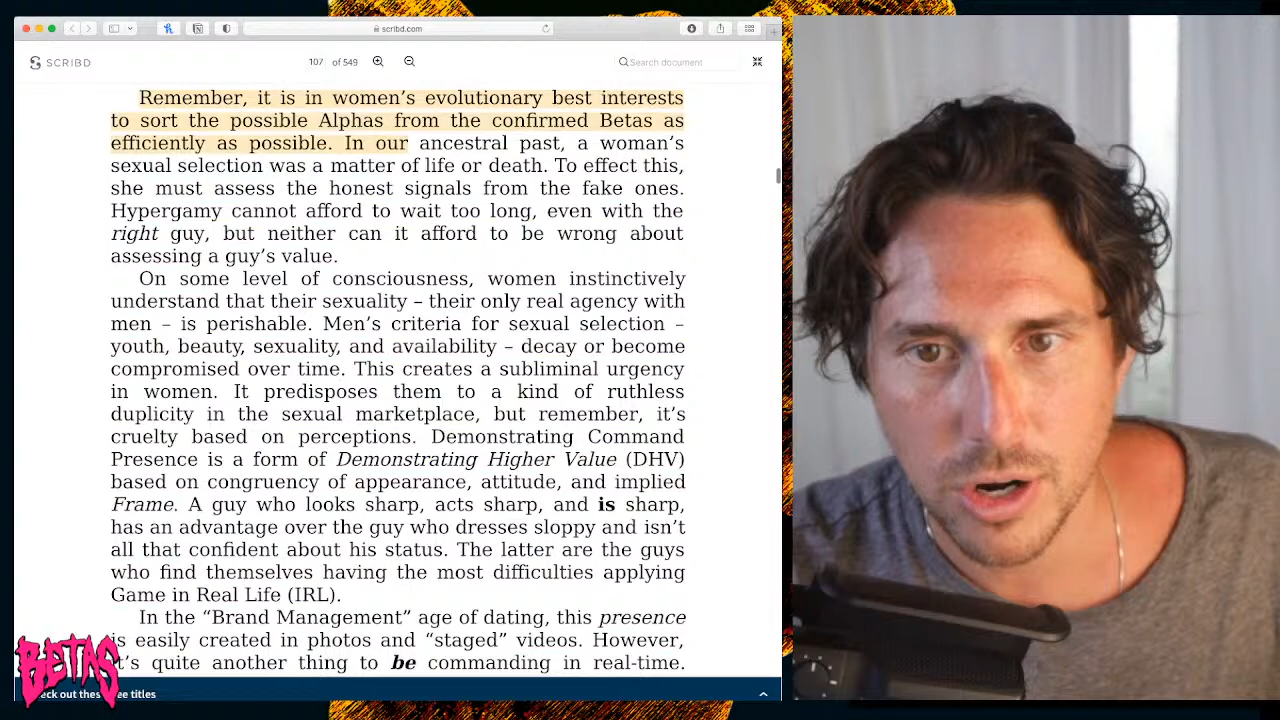 scribd.com
SCRIBD
107 of 549
Search document
Remember, it is in women's evolutionary best interests
to sort the possible Alphas from the confirmed Betas as
efficiently as possible. In our ancestral past, a woman's
sexual selection was a matter of life or death. To effect this,
she must assess the honest signals from the fake ones.
Hypergamy cannot afford to wait too long, even with the
right guy, but neither can it afford to be wrong about
assessing a guy's value.
On some level of consciousness, women instinctively
understand that their sexuality – their only real agency with
men – is perishable. Men's criteria for sexual selection –
youth, beauty, sexuality, and availability – decay or become
compromised over time. This creates a subliminal urgency
in women. It predisposes them to a kind of ruthless
duplicity in the sexual marketplace, but remember, it's
cruelty based on perceptions. Demonstrating Command
Presence is a form of Demonstrating Higher Value (DHV)
based on congruency of appearance, attitude, and implied
Frame. A guy who looks sharp, acts sharp, and is sharp,
has an advantage over the guy who dresses sloppy and isn't
all that confident about his status. The latter are the guys
who find themselves having the most difficulties applying
Game in Real Life (IRL).
In the “Brand Management” age of dating, this presence
is easily created in photos and “staged” videos. However,
it's quite another thing to be commanding in real-time.
BETAS
eck out thes ee titles